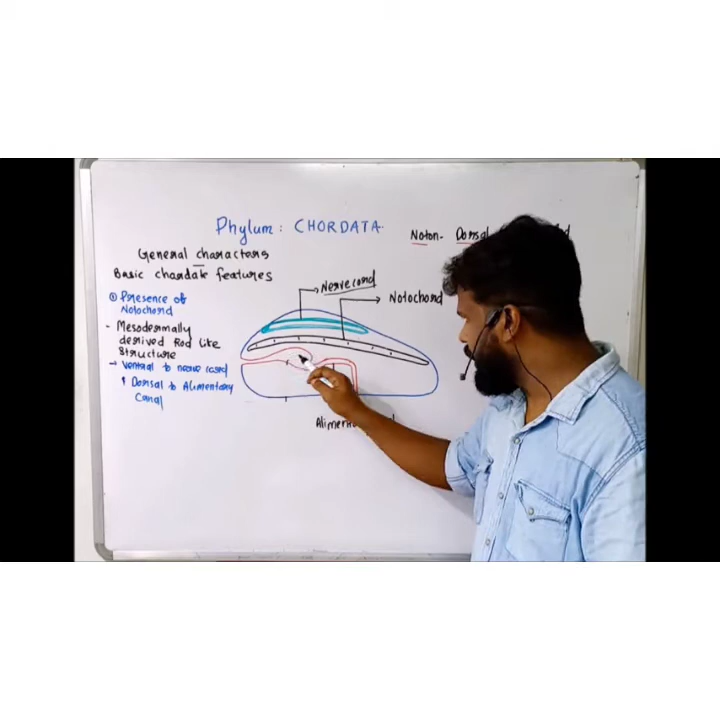 Phylum : CHORDATA
Noton- Dorsal
General characters
Basic chordate features
① Presence of
Notochord
- Mesodermally
derived Rod like
Structure
→ Ventral to nerve cord
↑ Dorsal to Alimentary
Canal
Nerve cord
Notochord